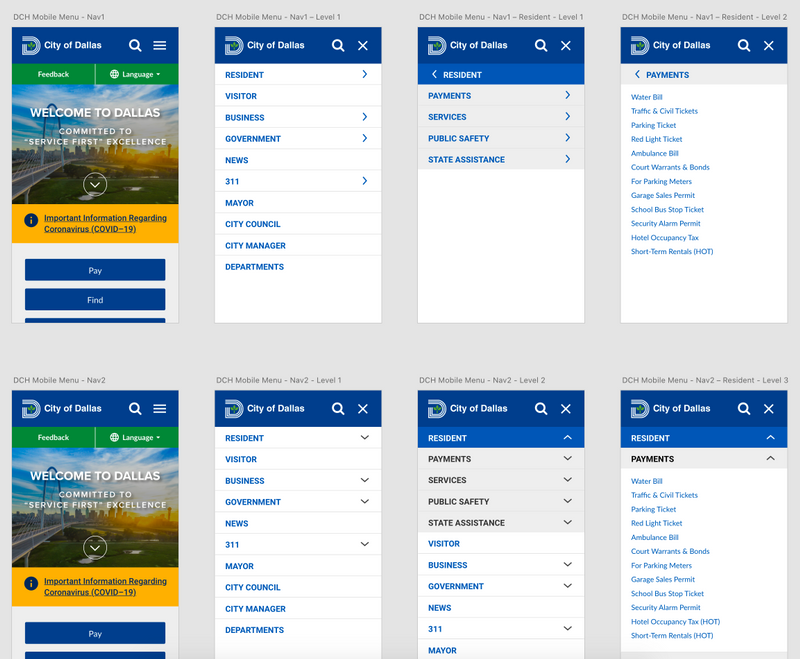 DCH Mobile Menu - Nav1
City of Dallas
Feedback
Language
WELCOME TO DALLAS
COMMITTED TO
"SERVICE FIRST" EXCELLENCE
Important Information Regarding
Coronavirus (COVID–19)
Pay
Find
DCH Mobile Menu - Nav1 – Level 1
City of Dallas
RESIDENT
VISITOR
BUSINESS
GOVERNMENT
NEWS
311
MAYOR
CITY COUNCIL
CITY MANAGER
DEPARTMENTS
DCH Mobile Menu - Nav1 – Resident - Level 1
City of Dallas
RESIDENT
PAYMENTS
SERVICES
PUBLIC SAFETY
STATE ASSISTANCE
DCH Mobile Menu - Nav1 – Resident - Level 2
City of Dallas
PAYMENTS
Water Bill
Traffic & Civil Tickets
Parking Ticket
Red Light Ticket
Ambulance Bill
Court Warrants & Bonds
For Parking Meters
Garage Sales Permit
School Bus Stop Ticket
Security Alarm Permit
Hotel Occupancy Tax
Short-Term Rentals (HOT)
DCH Mobile Menu - Nav2
City of Dallas
Feedback
Language
WELCOME TO DALLAS
COMMITTED TO
"SERVICE FIRST" EXCELLENCE
Important Information Regarding
Coronavirus (COVID–19)
Pay
DCH Mobile Menu - Nav2 - Level 1
City of Dallas
RESIDENT
VISITOR
BUSINESS
GOVERNMENT
NEWS
311
MAYOR
CITY COUNCIL
CITY MANAGER
DEPARTMENTS
DCH Mobile Menu - Nav2 - Level 2
City of Dallas
RESIDENT
PAYMENTS
SERVICES
PUBLIC SAFETY
STATE ASSISTANCE
VISITOR
BUSINESS
GOVERNMENT
NEWS
311
MAYOR
DCH Mobile Menu - Nav2 – Resident - Level 3
City of Dallas
RESIDENT
PAYMENTS
Water Bill
Traffic & Civil Tickets
Parking Ticket
Red Light Ticket
Ambulance Bill
Court Warrants & Bonds
For Parking Meters
Garage Sales Permit
School Bus Stop Ticket
Security Alarm Permit
Hotel Occupancy Tax (HOT)
Short-Term Rentals (HOT)